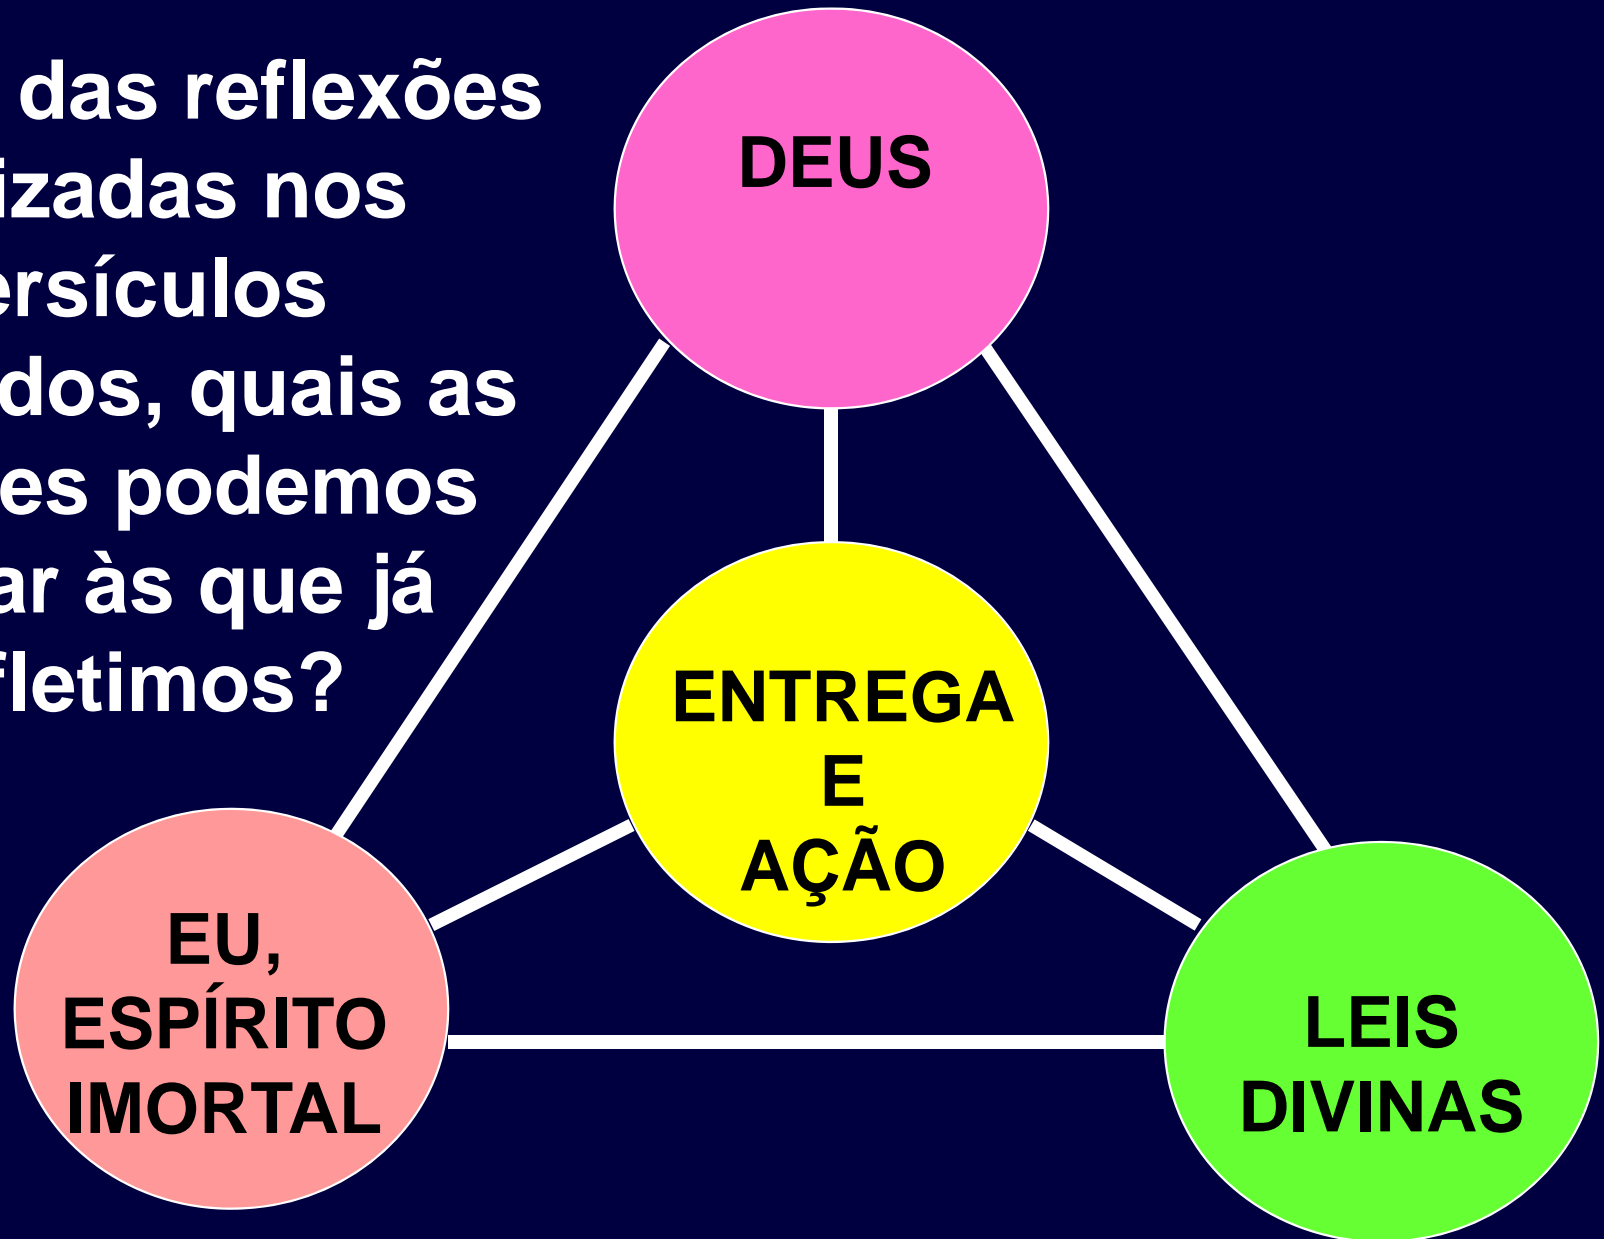 das reflexões
izadas nos
ersículos
dos, quais as
es podemos
ar às que já
fletimos?
DEUS
ENTREGA
E
AÇÃO
EU,
ESPÍRITO
IMORTAL
LEIS
DIVINAS